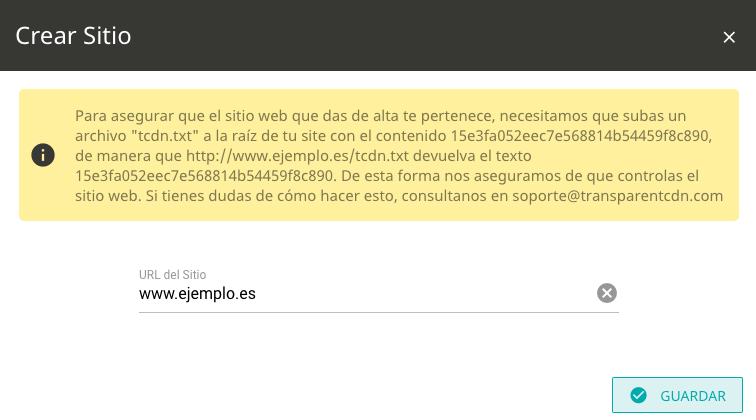 Crear Sitio
Para asegurar que el sitio web que das de alta te pertenece, necesitamos que subas un
archivo "tcdn.txt" a la raíz de tu site con el contenido 15e3fa052eec7e568814b54459f8c890,
de manera que http://www.ejemplo.es/tcdn.txt devuelva el texto
15e3fa052eec7e568814b54459f8c890. De esta forma nos aseguramos de que controlas el
sitio web. Si tienes dudas de cómo hacer esto, consultanos en soporte@transparentcdn.com
URL del Sitio
www.ejemplo.es
GUARDAR